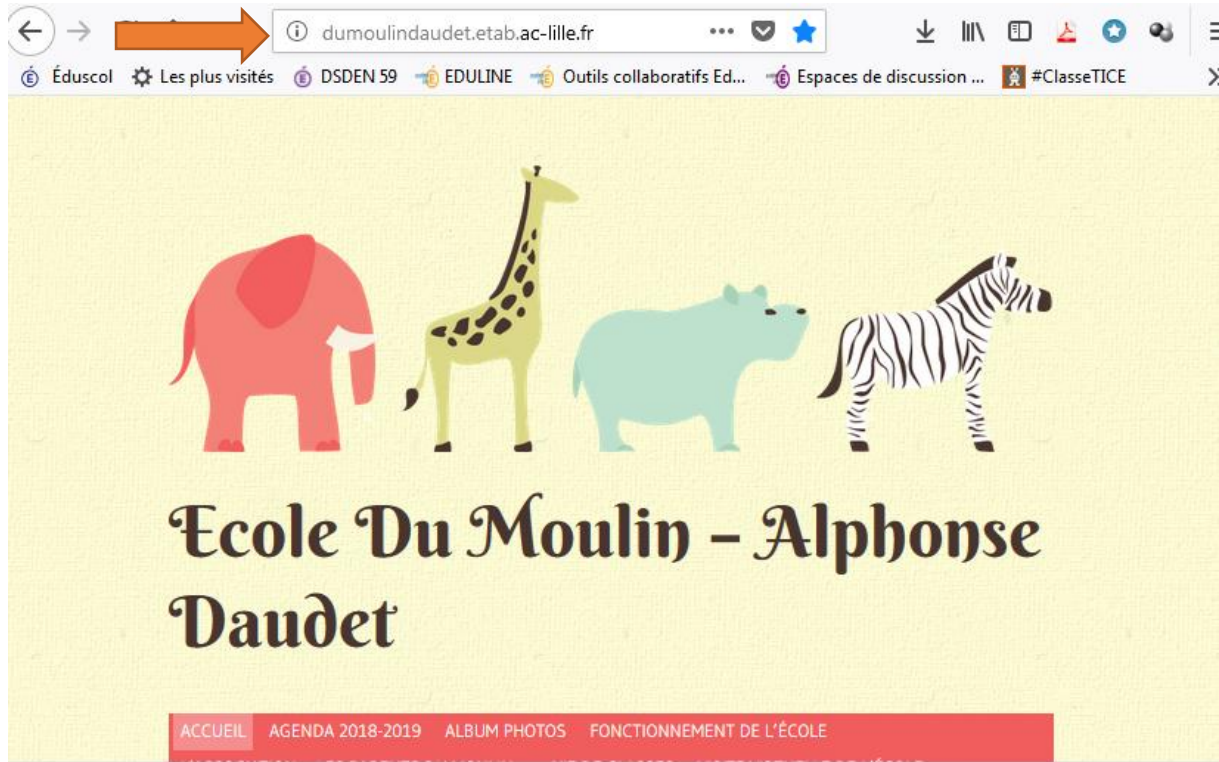 dumoulindaudet.etab.ac-lille.fr
Éduscol Les plus visités DSDEN 59 EDULINE Outils collaboratifs Ed... Espaces de discussion ... #ClasseTICE
Ecole Du Moulin – Alphonse
Daudet
ACCUEIL AGENDA 2018-2019 ALBUM PHOTOS FONCTIONNEMENT DE L'ÉCOLE